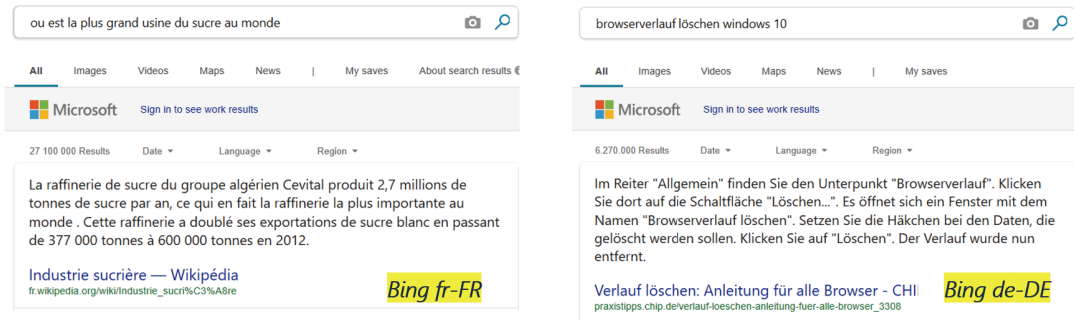 ou est la plus grand usine du sucre au monde
All Images Videos Maps News | My saves About search results
Microsoft Sign in to see work results
27 100 000 Results Date Language Region
La raffinerie de sucre du groupe algérien Cevital produit 2,7 millions de
tonnes de sucre par an, ce qui en fait la raffinerie la plus importante au
monde . Cette raffinerie a doublé ses exportations de sucre blanc en passant
de 377 000 tonnes à 600 000 tonnes en 2012.
Industrie sucrière — Wikipédia
fr.wikipedia.org/wiki/Industrie_sucri%C3%A8re
Bing fr-FR
browserverlauf löschen windows 10
All Images Videos Maps News | My saves
Microsoft Sign in to see work results
6.270.000 Results Date Language Region
Im Reiter "Allgemein" finden Sie den Unterpunkt "Browserverlauf". Klicken
Sie dort auf die Schaltfläche "Löschen...". Es öffnet sich ein Fenster mit dem
Namen "Browserverlauf löschen". Setzen Sie die Häkchen bei den Daten, die
gelöscht werden sollen. Klicken Sie auf "Löschen". Der Verlauf wurde nun
entfernt.
Verlauf löschen: Anleitung für alle Browser - CHI
praxistipps.chip.de/verlauf-loeschen-anleitung-fuer-alle-browser_3308
Bing de-DE